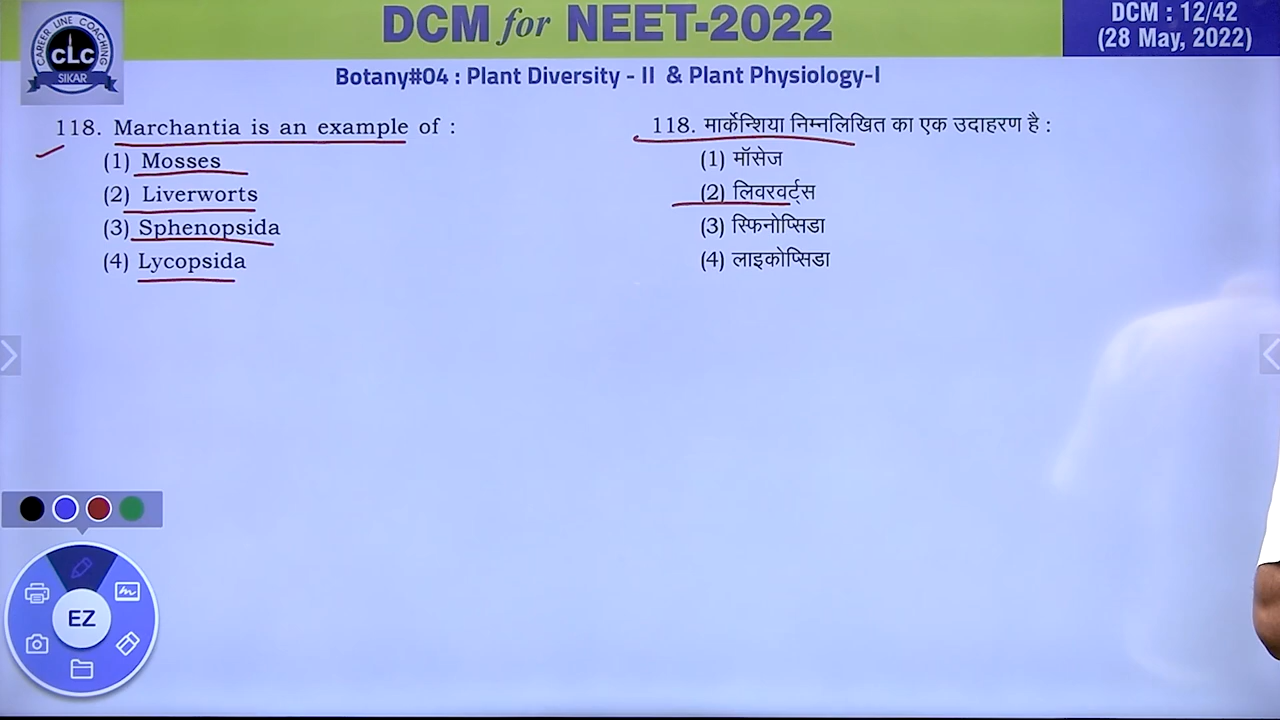 DCM for NEET-2022
DCM : 12/42
(28 May, 2022)
CAREER LINE COACHING
CLC
SIKAR
Botany#04 : Plant Diversity - II & Plant Physiology-I
118. Marchantia is an example of :
(1) Mosses
(2) Liverworts
(3) Sphenopsida
(4) Lycopsida
118. मार्केन्शिया निम्नलिखित का एक उदाहरण है :
(1) मॉसेज
(2) लिवरवर्ट्स
(3) स्फिनोप्सिडा
(4) लाइकोप्सिडा
EZ